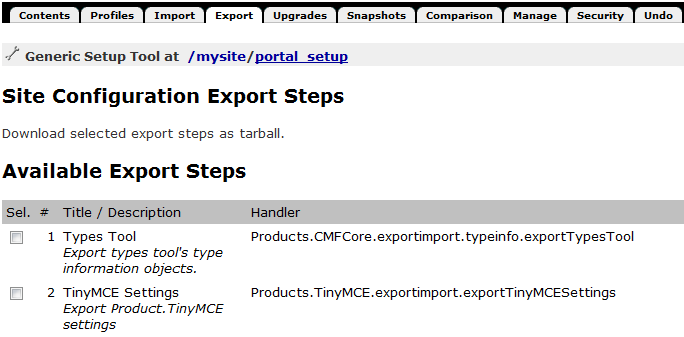 Contents Profiles Import Export Upgrades Snapshots Comparison Manage Security Undo
Generic Setup Tool at /mysite/portal_setup
Site Configuration Export Steps
Download selected export steps as tarball.
Available Export Steps
Sel. # Title / Description Handler
1 Types Tool Products.CMFCore.exportimport.typeinfo.exportTypesTool
Export types tool's type
information objects.
2 TinyMCE Settings Products.TinyMCE.exportimport.exportTinyMCESettings
Export Product.TinyMCE
settings